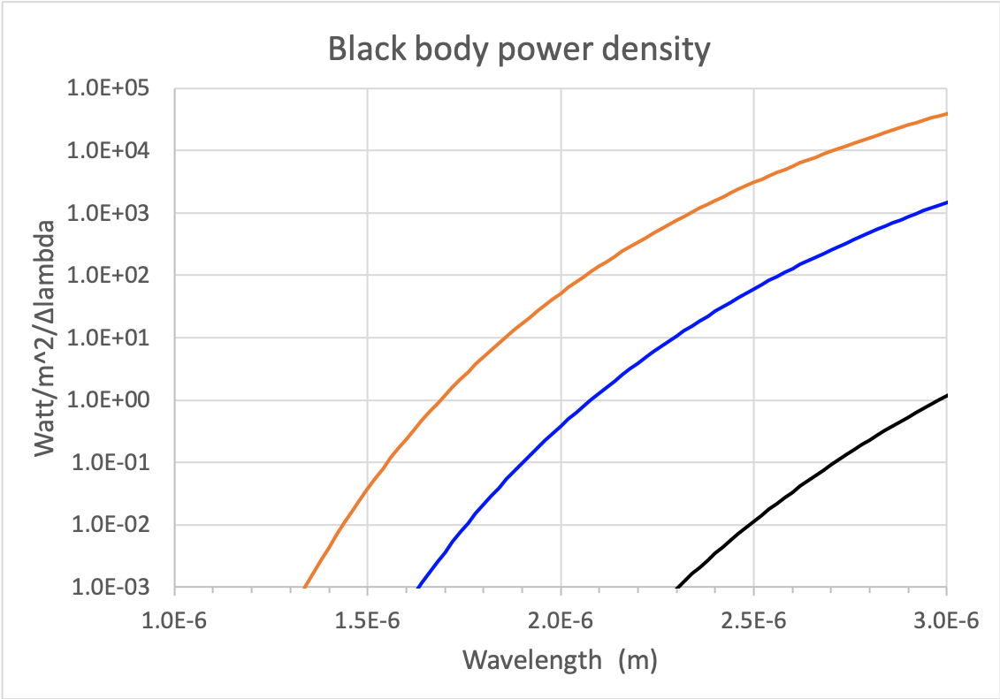 Black body power density
Watt/m^2/Δlambda
1.0E+05
1.0E+04
1.0E+03
1.0E+02
1.0E+01
1.0E+00
1.0E-01
1.0E-02
1.0E-03
1.0E-6 1.5E-6 2.0E-6 2.5E-6 3.0E-6
Wavelength (m)